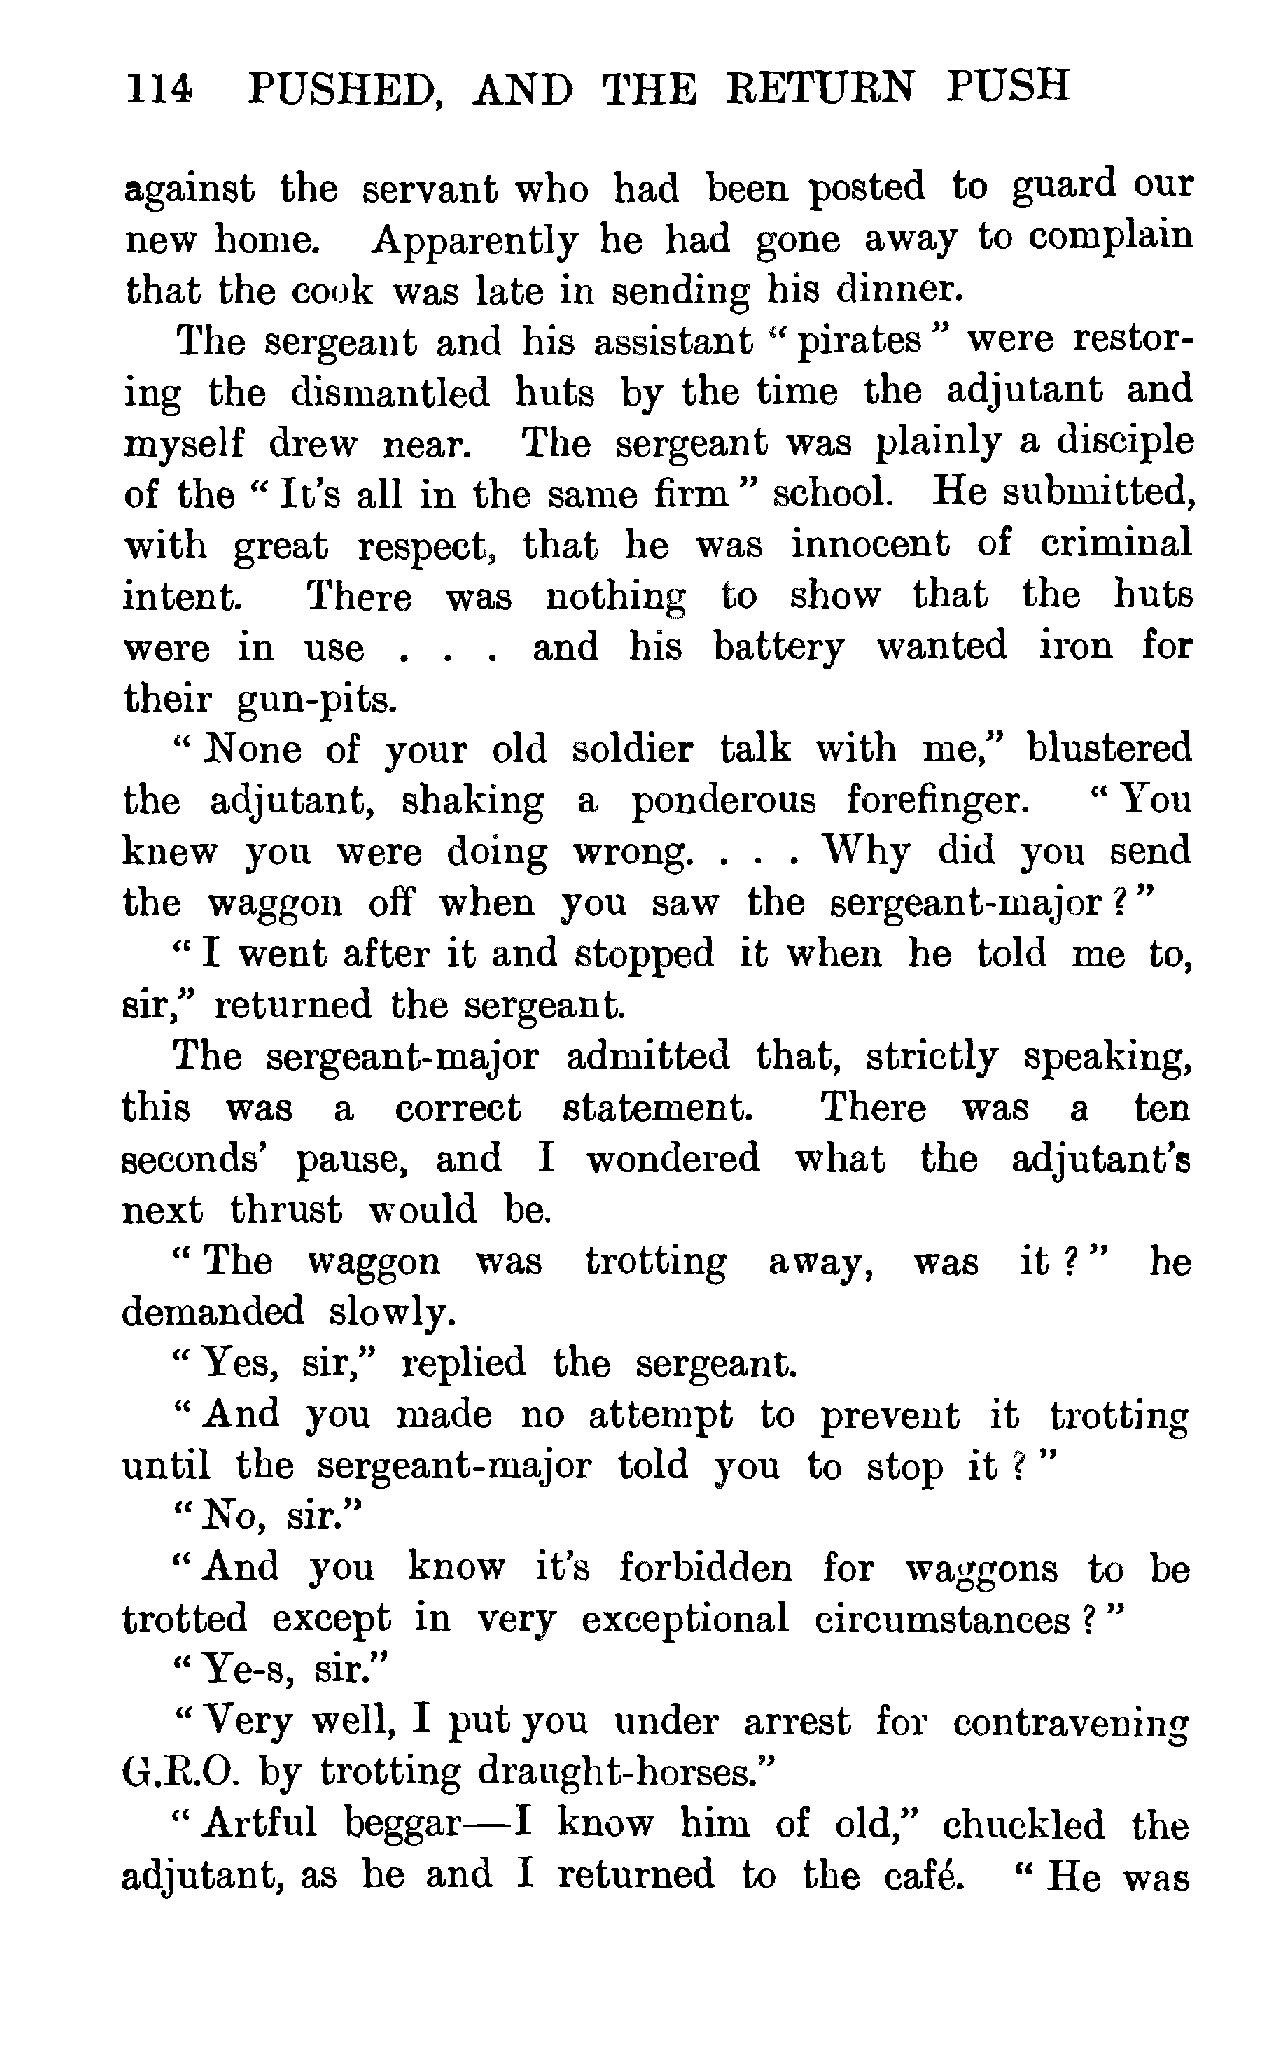 114 PUSHED, AND THE RETURN PUSH
against the servant who had been posted to guard our
new home. Apparently he had gone away to complain
that the cook was late in sending his dinner.
The sergeant and his assistant “ pirates ” were restor-
ing the dismantled huts by the time the adjutant and
myself drew near. The sergeant was plainly a disciple
of the “ It’s all in the same firm ” school. He submitted,
with great respect, that he was innocent of criminal
intent. There was nothing to show that the huts
were in use . . . and his battery wanted iron for
their gun-pits.
“ None of your old soldier talk with me,” blustered
the adjutant, shaking a ponderous forefinger. “ You
knew you were doing wrong. . . . Why did you send
the waggon off when you saw the sergeant-major ? ”
“ I went after it and stopped it when he told me to,
sir,” returned the sergeant.
The sergeant-major admitted that, strictly speaking,
this was a correct statement. There was a ten
seconds’ pause, and I wondered what the adjutant’s
next thrust would be.
“ The waggon was trotting away, was it ? ” he
demanded slowly.
“ Yes, sir,” replied the sergeant.
“ And you made no attempt to prevent it trotting
until the sergeant-major told you to stop it ? ”
“ No, sir.”
“ And you know it’s forbidden for waggons to be
trotted except in very exceptional circumstances ? ”
“ Ye-s, sir.”
“ Very well, I put you under arrest for contravening
G.R.O. by trotting draught-horses.”
“ Artful beggar—I know him of old,” chuckled the
adjutant, as he and I returned to the café. “ He was